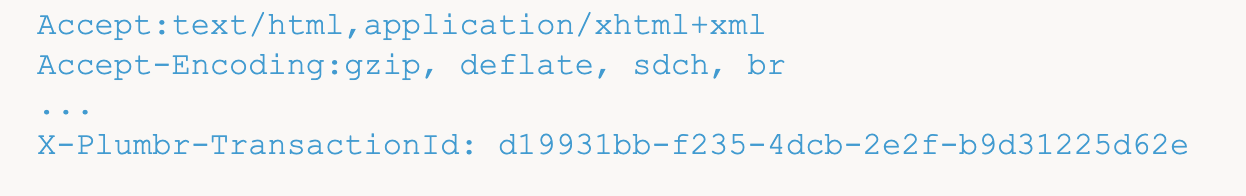 Accept:text/html,application/xhtml+xml
Accept-Encoding:gzip, deflate, sdch, br
...
X-Plumbr-TransactionId: d19931bb-f235-4dcb-2e2f-b9d31225d62e